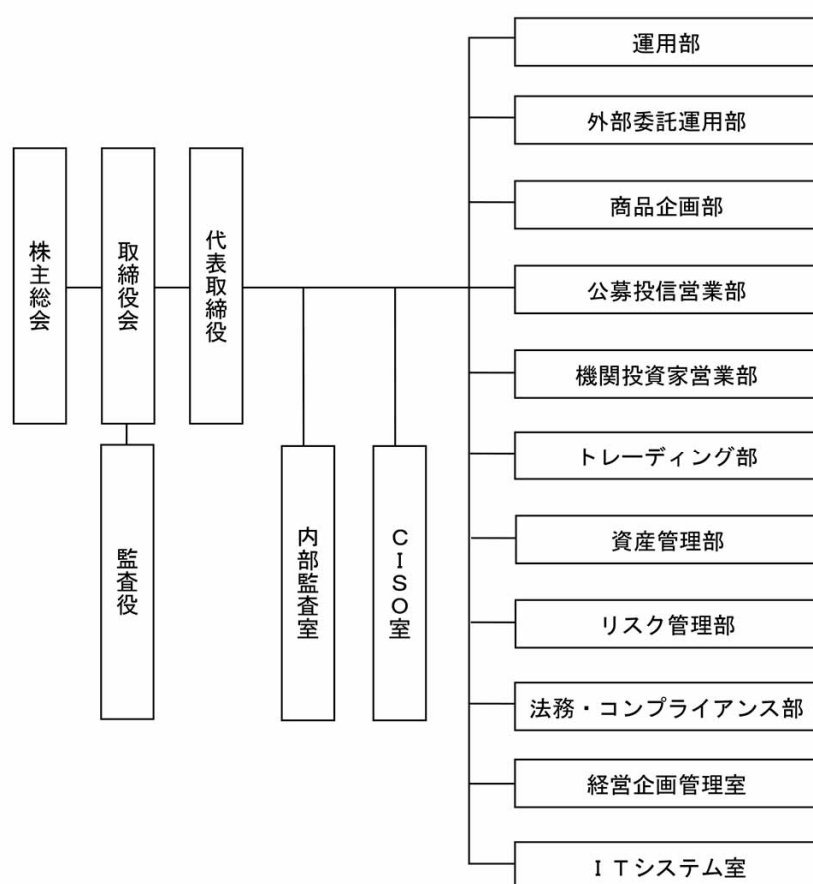 株主総会
取締役会
代表取締役
監査役
内部監査室
CISO室
運用部
外部委託運用部
商品企画部
公募投信営業部
機関投資家営業部
トレーディング部
資産管理部
リスク管理部
法務・コンプライアンス部
経営企画管理室
ITシステム室